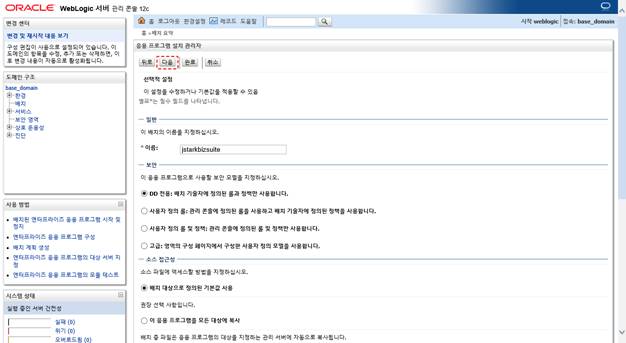 ORACLE WebLogic 서버 관리 콘솔 12c
변경 센터
변경 및 재시작 내용 보기
구성 편집이 사용으로 설정되어 있습니다. 이
도메인의 항목을 수정, 추가 또는 삭제하면, 이
후 변경 내용이 자동으로 활성화됩니다.
도메인 구조
base_domain
환경
배치
서비스
보안 영역
상호 운용성
진단
사용 방법
배치된 엔터프라이즈 응용 프로그램 시작 및
정지
엔터프라이즈 응용 프로그램 구성
배치 계획 생성
엔터프라이즈 응용 프로그램의 대상 서버 지
정
엔터프라이즈 응용 프로그램의 모듈 테스트
시스템 상태
실행 중인 서버 건전성
실패 (0)
위기 (0)
오버로드됨 (0)
홈 로그아웃 환경설정 레코드 도움말
시작 weblogic 접속: base_domain
홈 >배치 요약
응용 프로그램 설치 관리자
뒤로 다음 완료 취소
선택적 설정
이 설정을 수정하거나 기본값을 적용할 수 있음
별표*는 필수 필드를 나타냅니다.
일반
이 배치의 이름을 지정하십시오.
* 이름: jstarkbizsuite
보안
이 응용 프로그램으로 사용할 보안 모델을 지정하십시오.
DD 전용: 배치 기술자에 정의된 롤과 정책만 사용합니다.
사용자 정의 롤: 관리 콘솔에 정의된 롤을 사용하고 배치 기술자에 정의된 정책을 사용합니다.
사용자 정의 롤 및 정책: 관리 콘솔에 정의된 롤 및 정책만 사용합니다.
고급: 영역의 구성 페이지에서 구성한 사용자 정의 모델을 사용합니다.
소스 접근성
소스 파일에 액세스할 방법을 지정하십시오.
배치 대상으로 정의된 기본값 사용
권장 선택 사항입니다.
이 응용 프로그램을 모든 대상에 복사
배치 중 파일은 응용 프로그램의 대상을 지정하는 관리 서버에 자동으로 복사됩니다.